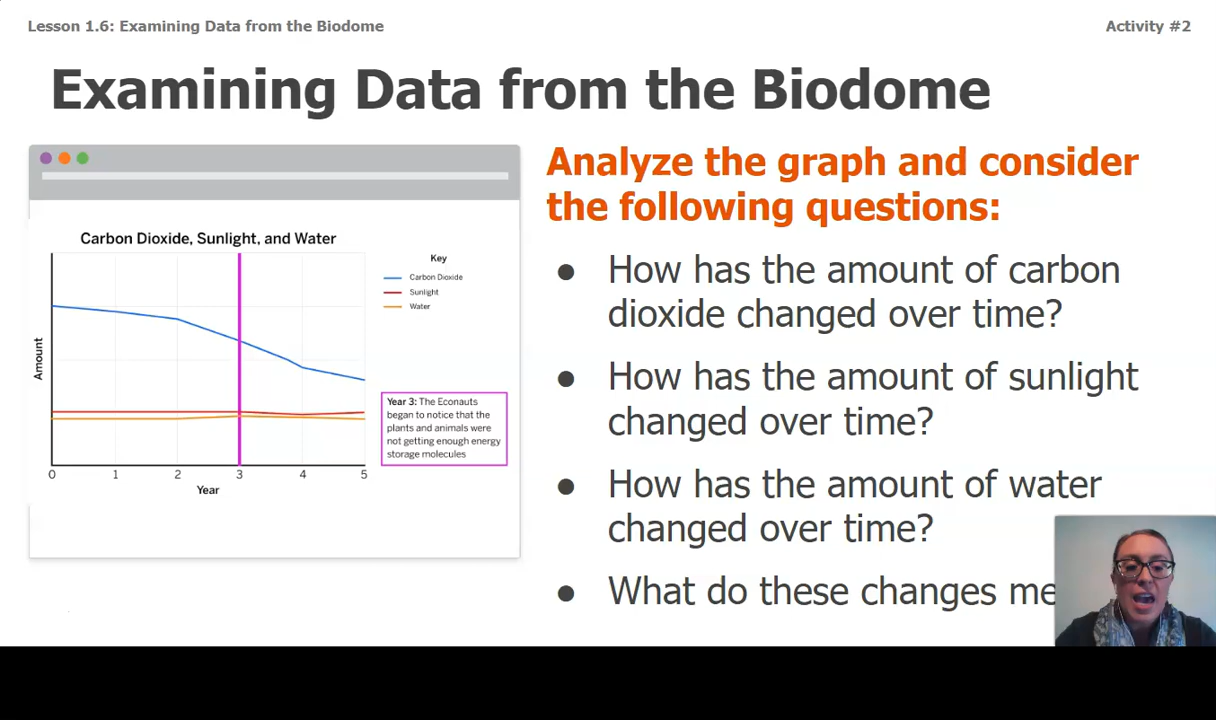 Lesson 1.6: Examining Data from the Biodome
Activity #2
Examining Data from the Biodome
Carbon Dioxide, Sunlight, and Water
Key
Carbon Dioxide
Sunlight
Water
Amount
Year 3: The Econauts
began to notice that the
plants and animals were
not getting enough energy
storage molecules
0 1 2 3 4 5
Year
Analyze the graph and consider
the following questions:
● How has the amount of carbon
dioxide changed over time?
● How has the amount of sunlight
changed over time?
● How has the amount of water
changed over time?
● What do these changes me